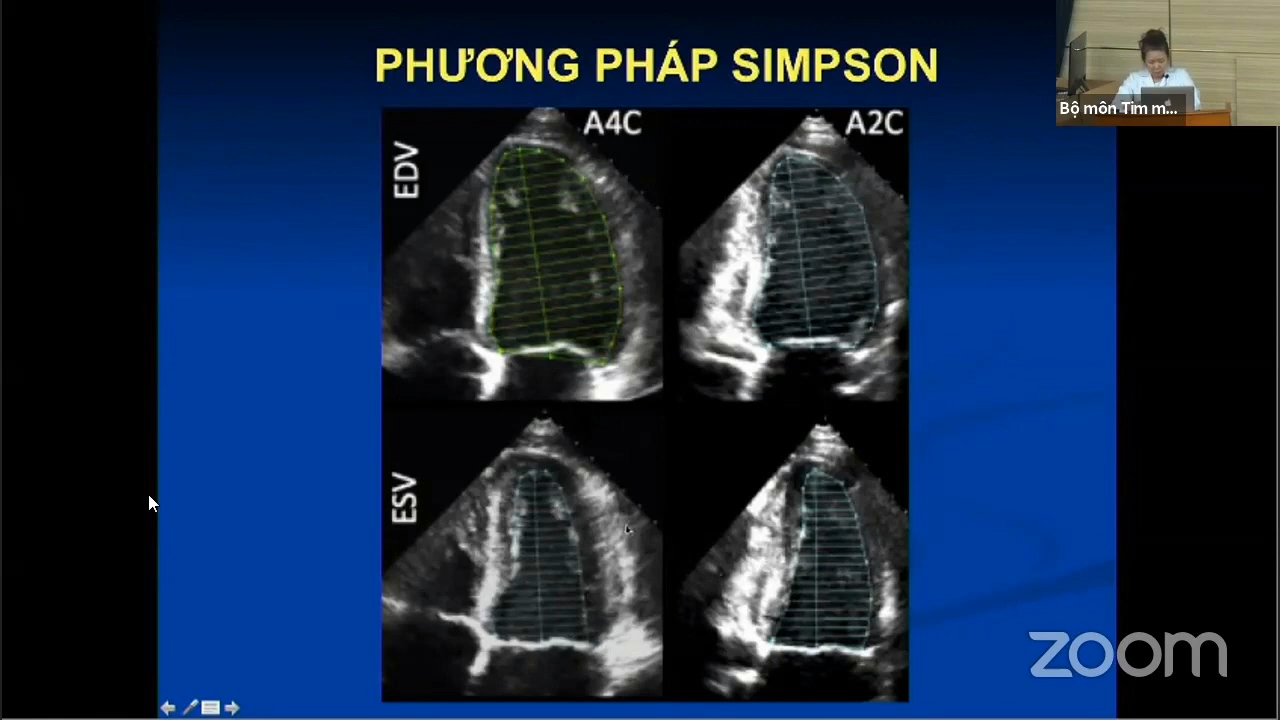 PHƯƠNG PHÁP SIMPSON
A4C
A2C
EDV
ESV
Bộ môn Tim m...
zoom